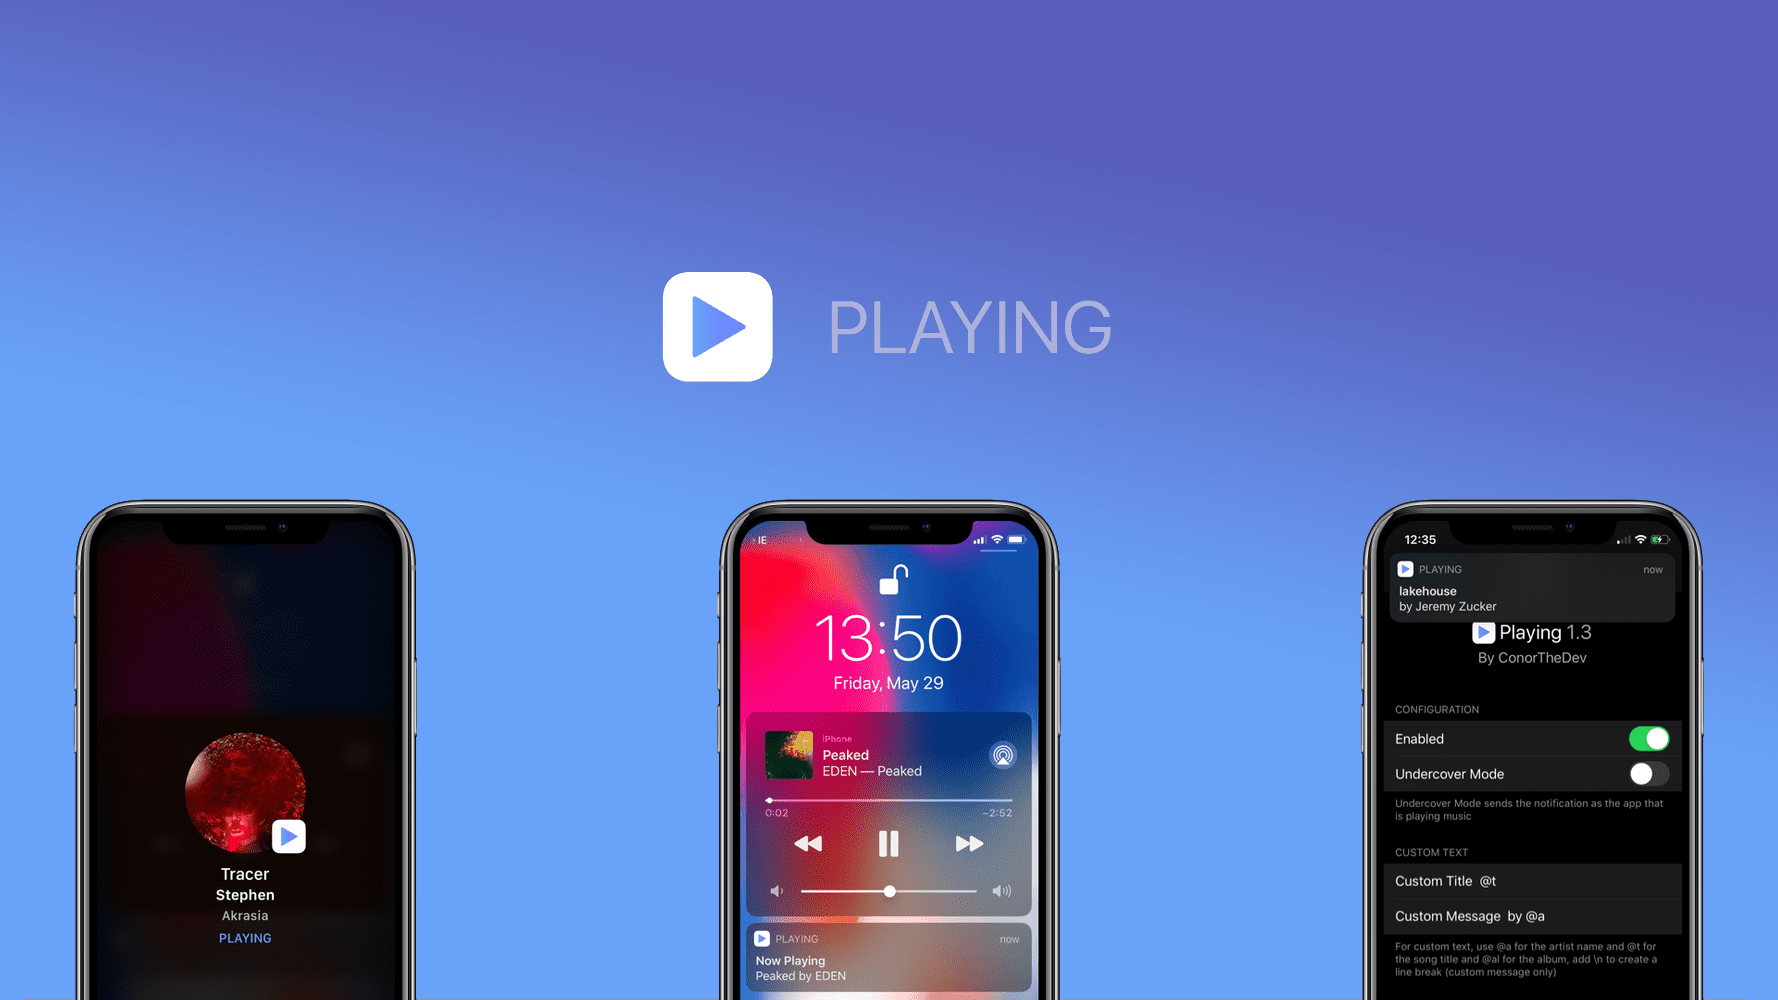 PLAYING
Tracer
Stephen
Akrasia
PLAYING
IE
13:50
Friday, May 29
iPhone
Peaked
EDEN — Peaked
0:02
−2:52
PLAYING
now
Now Playing
Peaked by EDEN
12:35
PLAYING
now
lakehouse
by Jeremy Zucker
Playing 1.3
By ConorTheDev
CONFIGURATION
Enabled
Undercover Mode
Undercover Mode sends the notification as the app that
is playing music
CUSTOM TEXT
Custom Title @t
Custom Message by @a
For custom text, use @a for the artist name and @t for
the song title and @al for the album, add \n to create a
line break (custom message only)